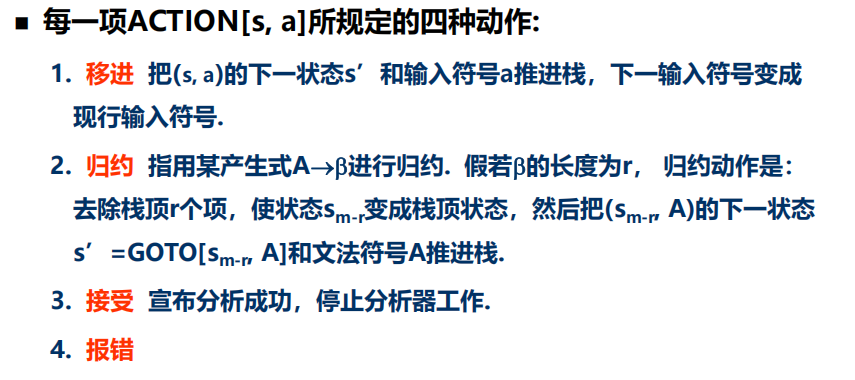 ■ 每一项ACTION[s, a]所规定的四种动作:
1. 移进 把(s, a)的下一状态s’和输入符号a推进栈，下一输入符号变成
现行输入符号.
2. 归约 指用某产生式A→β进行归约. 假若β的长度为r， 归约动作是：
去除栈顶r个项，使状态sm-r变成栈顶状态，然后把(sm-r, A)的下一状态
s’ =GOTO[sm-r, A]和文法符号A推进栈.
3. 接受 宣布分析成功，停止分析器工作.
4. 报错